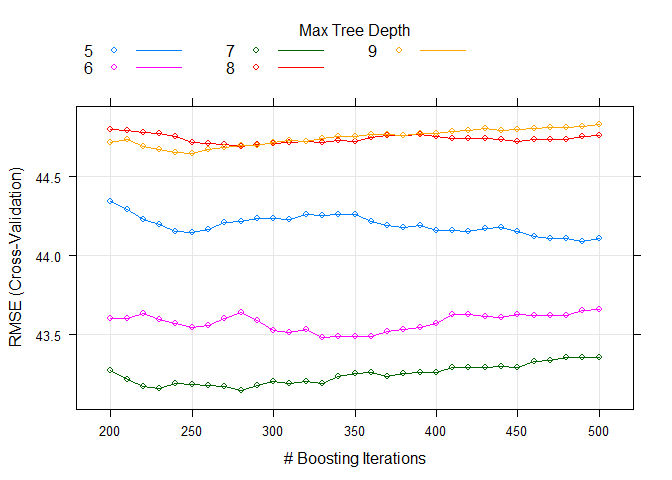 Max Tree Depth
5 7 9
6 8
RMSE (Cross-Validation)
44.5
44.0
43.5
200 250 300 350 400 450 500
# Boosting Iterations